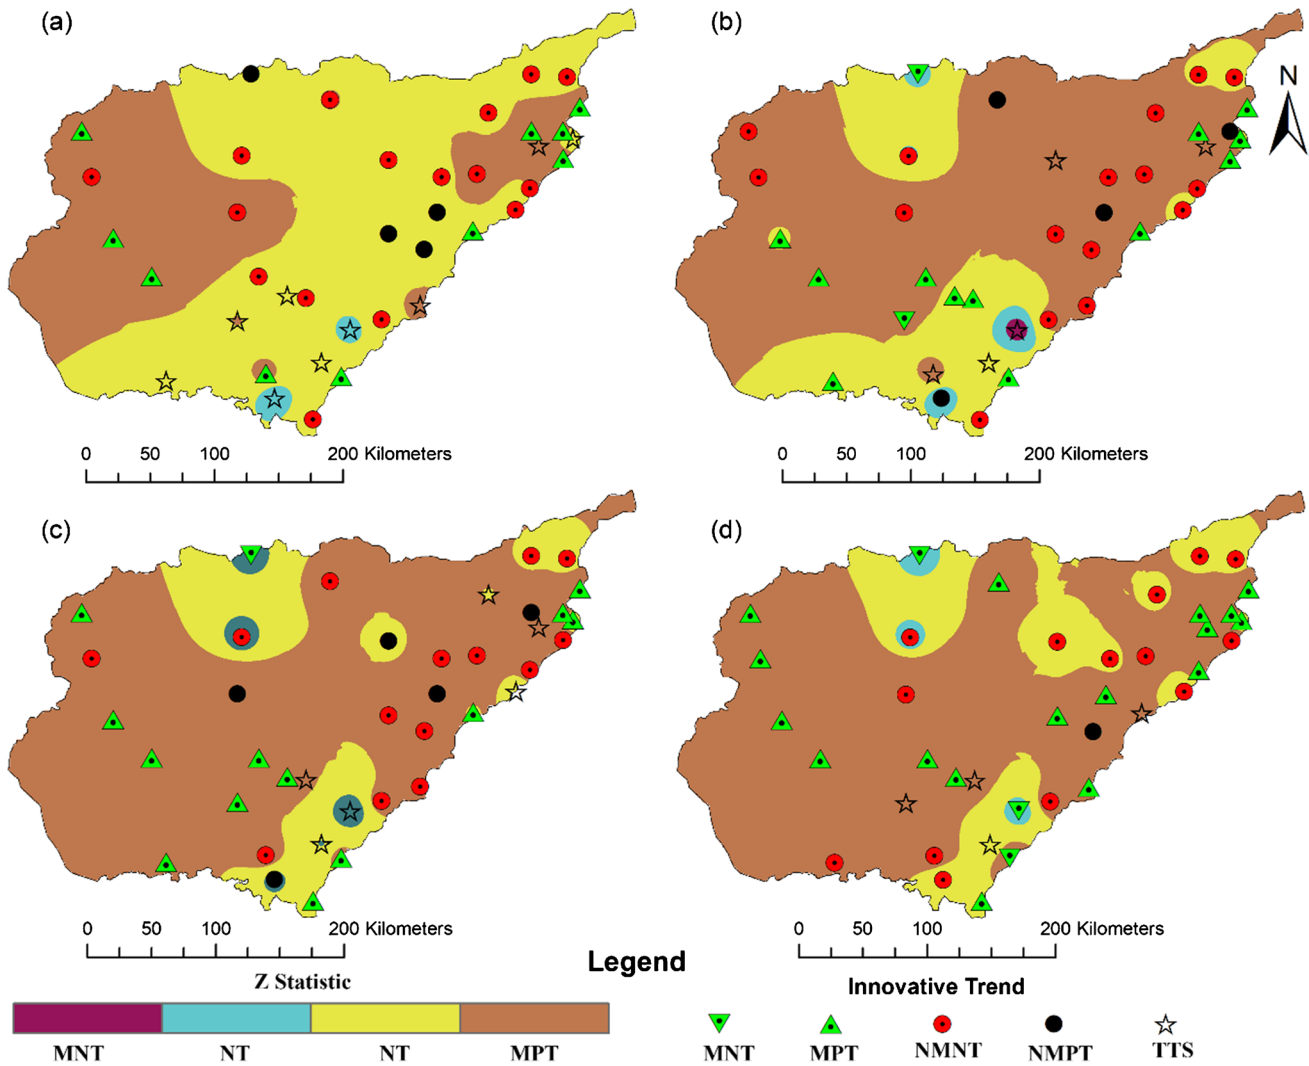 (a)
(b)
N
0 50 100 200 Kilometers
0 50 100 200 Kilometers
(c)
(d)
0 50 100 200 Kilometers
0 50 100 200 Kilometers
Legend
Z Statistic
Innovative Trend
MNT NT NT MPT
MNT MPT NMNT NMPT TTS